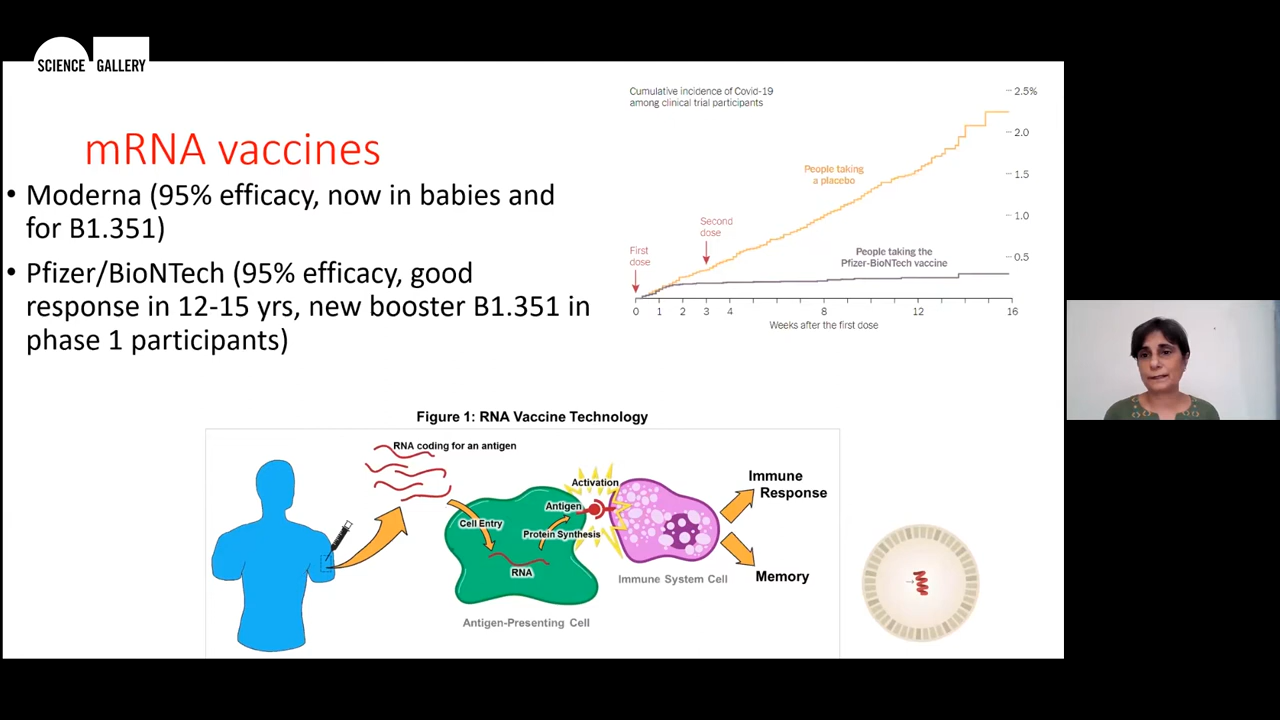 SCIENCE GALLERY
mRNA vaccines
• Moderna (95% efficacy, now in babies and
for B1.351)
• Pfizer/BioNTech (95% efficacy, good
response in 12-15 yrs, new booster B1.351 in
phase 1 participants)
Cumulative incidence of Covid-19
among clinical trial participants
2.5%
2.0
1.5
1.0
0.5
People taking
a placebo
Second
dose
First
dose
People taking the
Pfizer-BioNTech vaccine
0 1 2 3 4 8 12 16
Weeks after the first dose
Figure 1: RNA Vaccine Technology
RNA coding for an antigen
Cell Entry
RNA
Protein Synthesis
Antigen
Activation
Antigen-Presenting Cell
Immune System Cell
Immune
Response
Memory